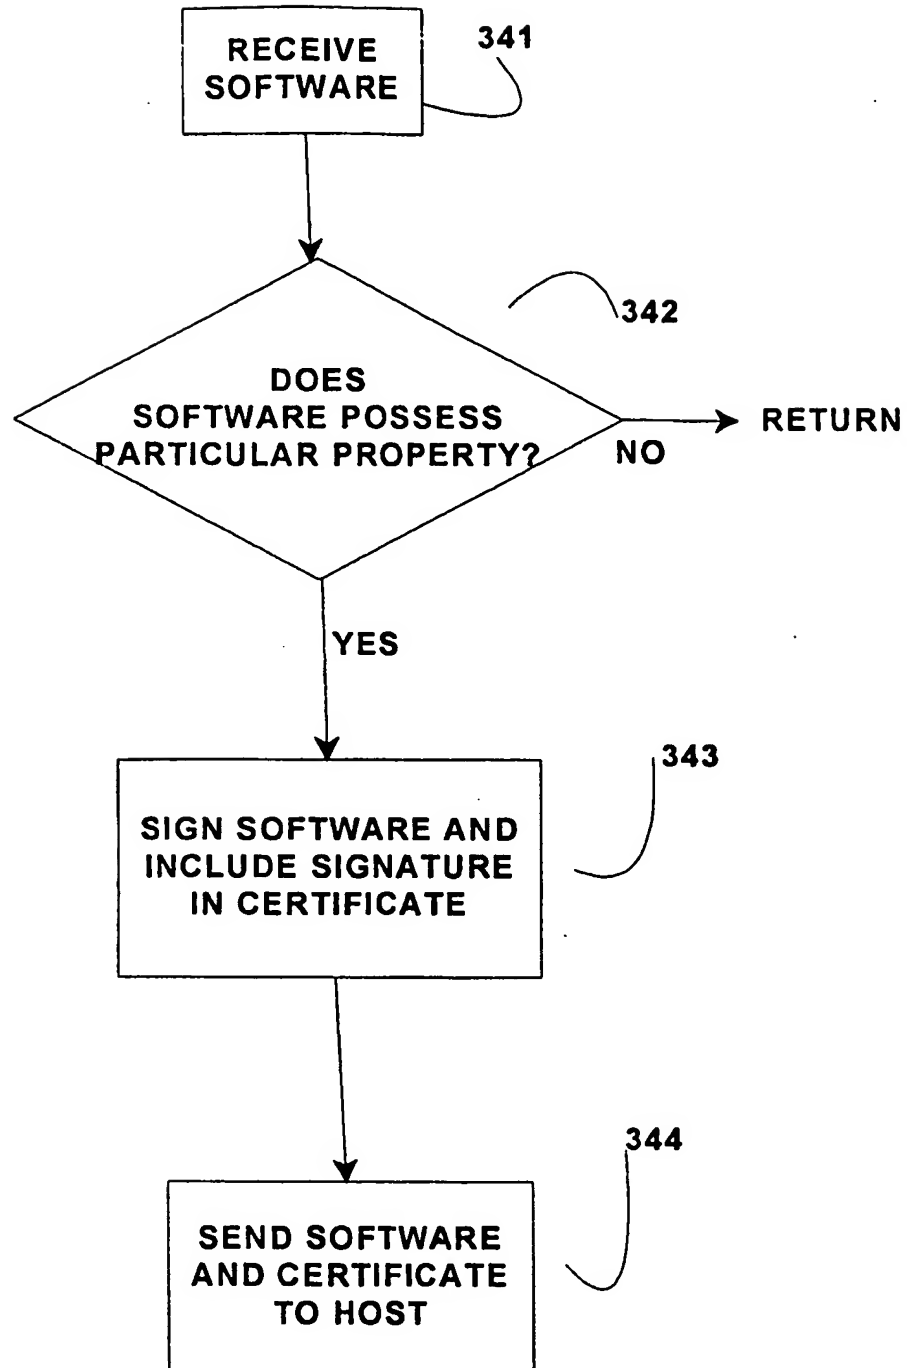 RECEIVE
SOFTWARE
341
342
DOES
SOFTWARE POSSESS
PARTICULAR PROPERTY?
NO
RETURN
YES
343
SIGN SOFTWARE AND
INCLUDE SIGNATURE
IN CERTIFICATE
344
SEND SOFTWARE
AND CERTIFICATE
TO HOST